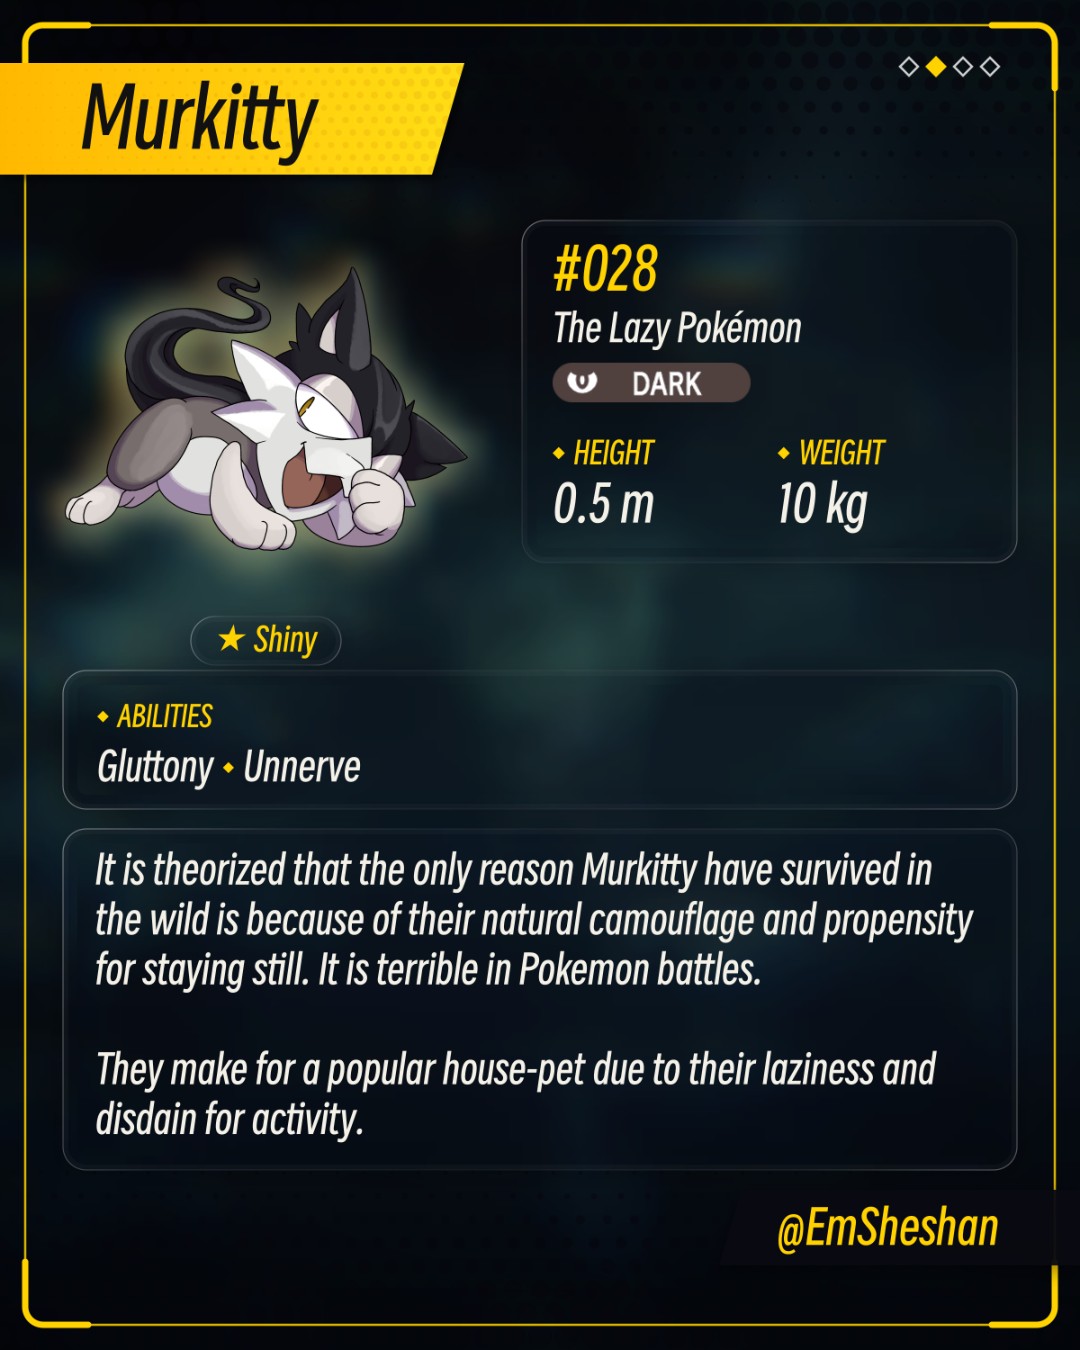 Murkitty
#028
The Lazy Pokémon
DARK
HEIGHT
WEIGHT
0.5 m
10 kg
★ Shiny
ABILITIES
Gluttony • Unnerve
It is theorized that the only reason Murkitty have survived in
the wild is because of their natural camouflage and propensity
for staying still. It is terrible in Pokemon battles.
They make for a popular house-pet due to their laziness and
disdain for activity.
@EmSheshan